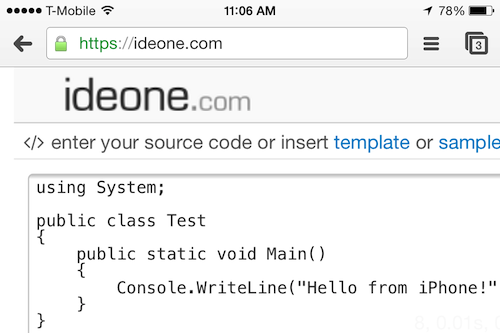 T-Mobile 11:06 AM 78%
https://ideone.com 3
ideone.com
</> enter your source code or insert template or sample
using System;
public class Test
{
    public static void Main()
    {
        Console.WriteLine("Hello from iPhone!"
    }
}